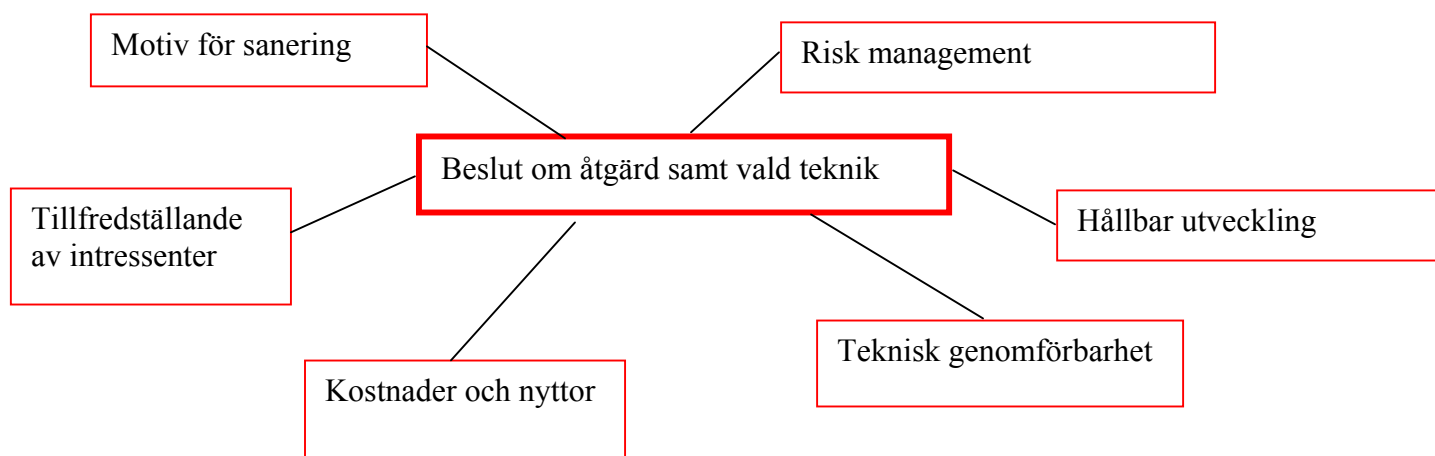 Motiv för sanering
Risk management
Beslut om åtgärd samt vald teknik
Tillfredställande
av intressenter
Hållbar utveckling
Teknisk genomförbarhet
Kostnader och nyttor